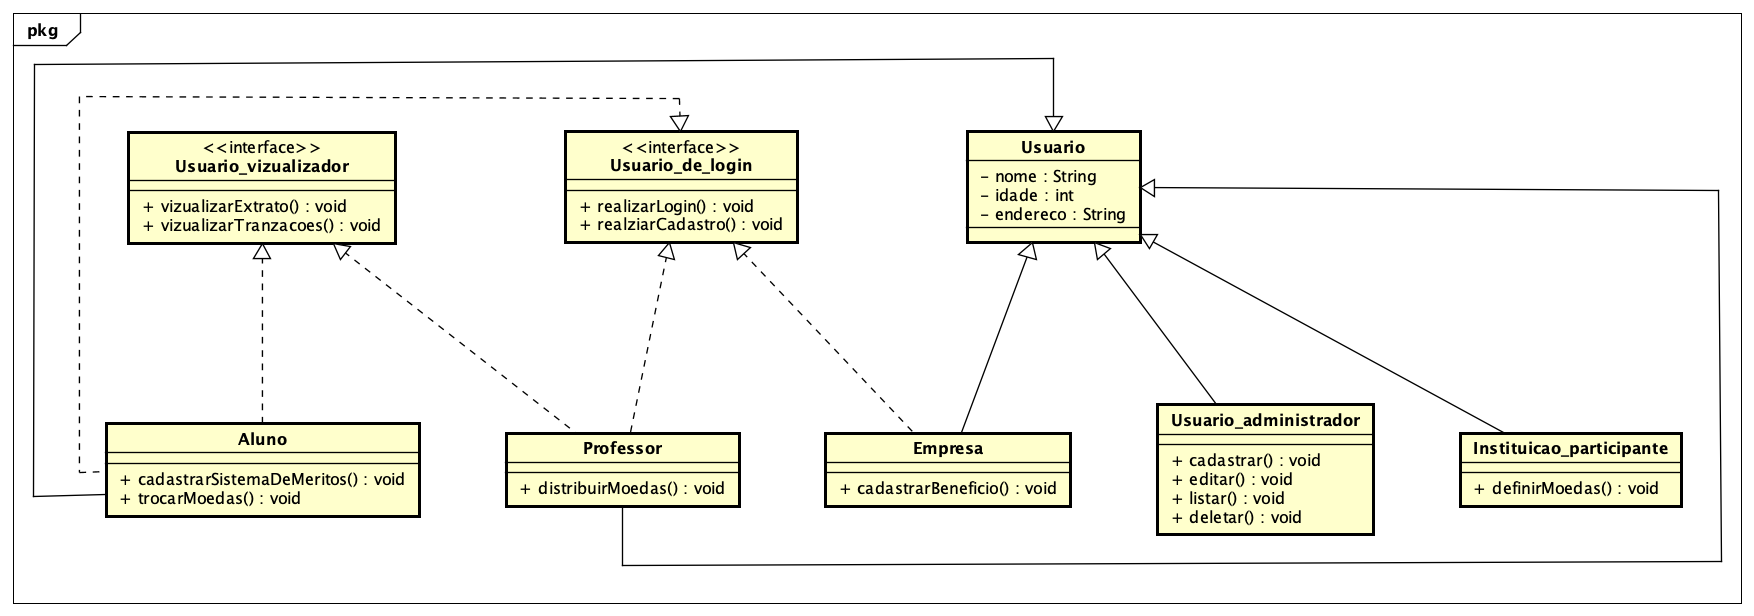 pkg
<<interface>>
Usuario_vizualizador
+ vizualizarExtrato() : void
+ vizualizarTranzacoes() : void
<<interface>>
Usuario_de_login
+ realizarLogin() : void
+ realziarCadastro() : void
Usuario
- nome : String
- idade : int
- endereco : String
Aluno
+ cadastrarSistemaDeMeritos() : void
+ trocarMoedas() : void
Professor
+ distribuirMoedas() : void
Empresa
+ cadastrarBeneficio() : void
Usuario_administrador
+ cadastrar() : void
+ editar() : void
+ listar() : void
+ deletar() : void
Instituicao_participante
+ definirMoedas() : void